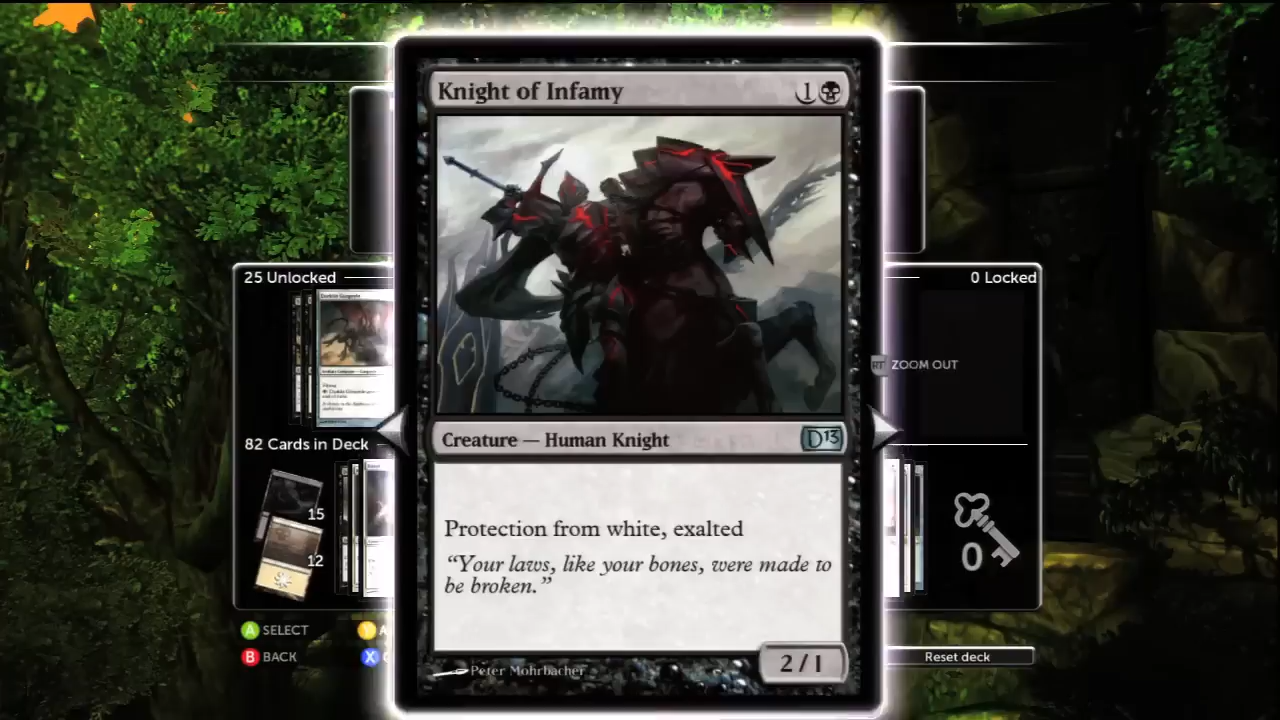 Knight of Infamy
1
25 Unlocked
0 Locked
RT ZOOM OUT
Creature — Human Knight
D13
82 Cards in Deck
15
12
Protection from white, exalted
“Your laws, like your bones, were made to
be broken.”
0
A SELECT
Y A
B BACK
X
Reset deck
2 / 1
Peter Mohrbacher